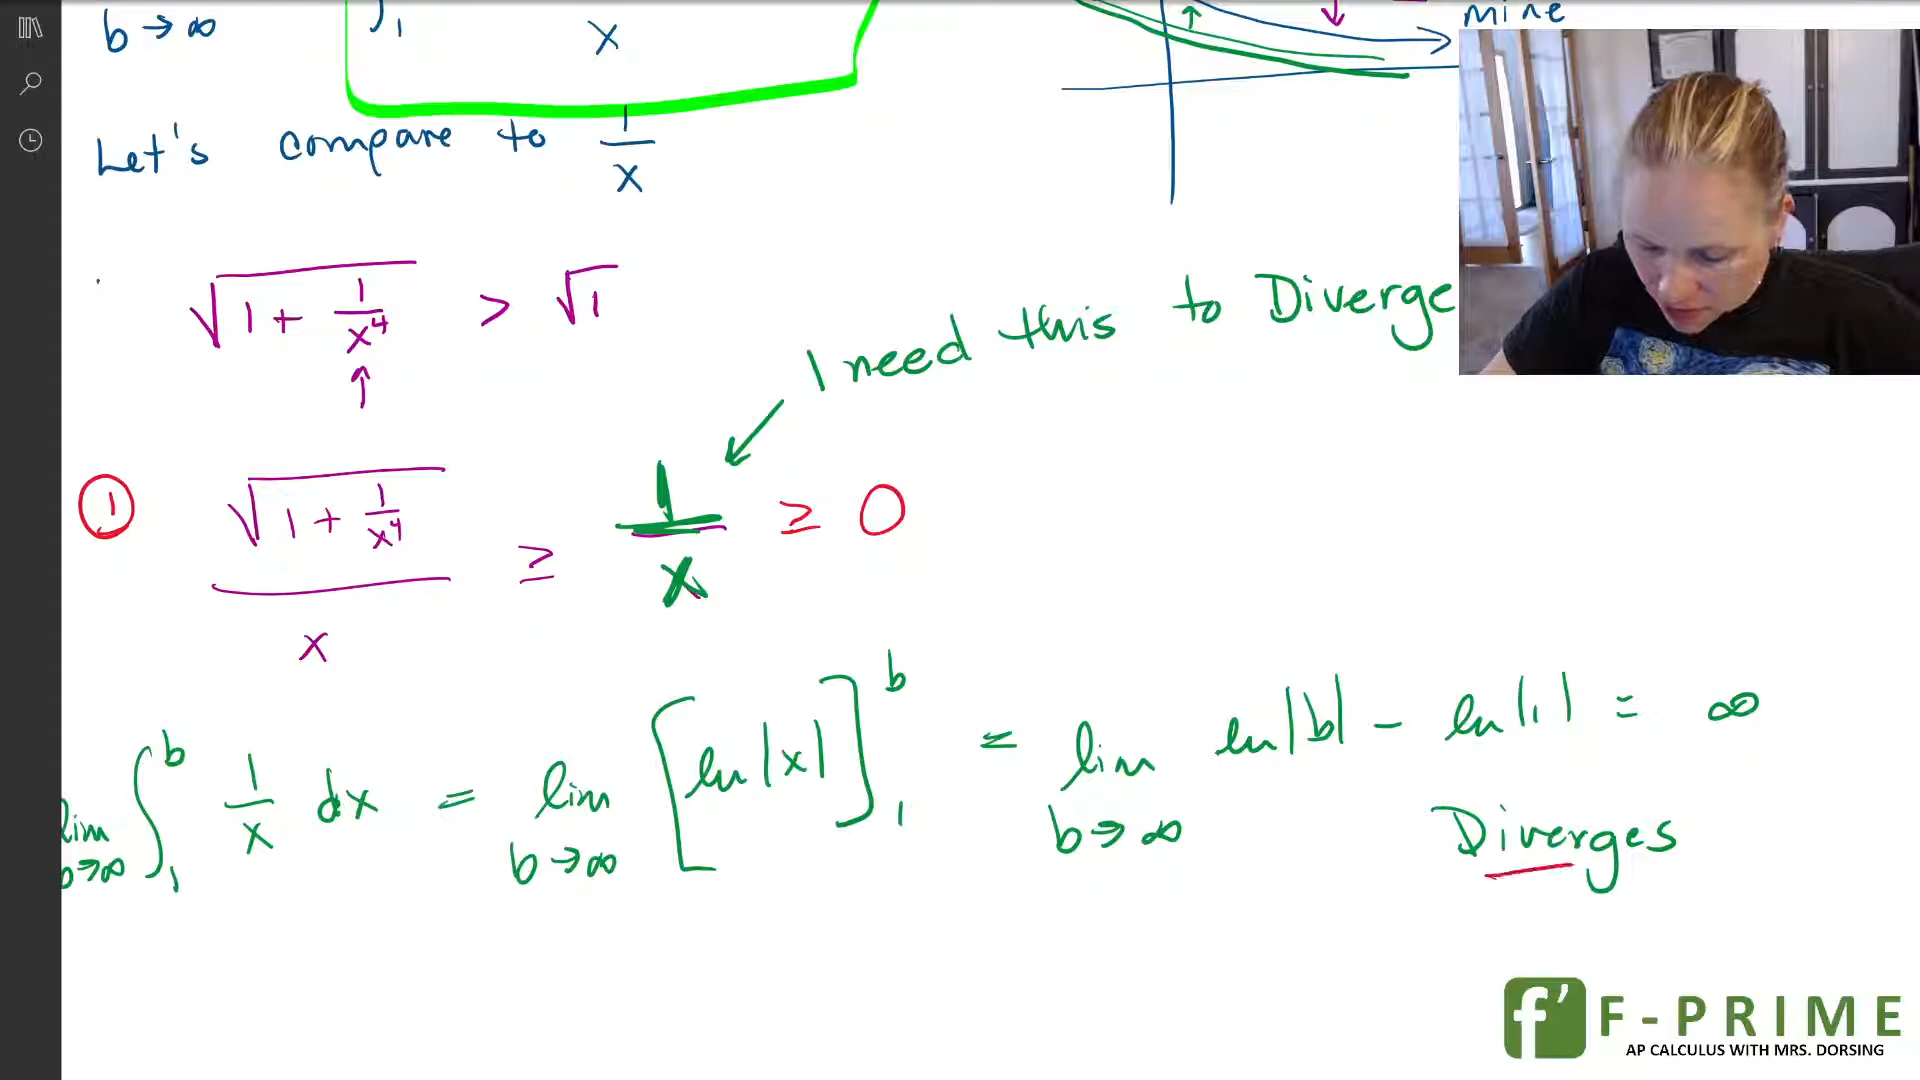 b → ∞ ∫₁ x
mine
Let's compare to 1/x
√(1 + 1/x⁴) > √1
I need this to Diverge
① √(1 + 1/x⁴)/x ≥ 1/x ≥ 0
lim b→∞ ∫₁ᵇ 1/x dx = lim b→∞ [ln|x|]₁ᵇ = lim b→∞ ln|b| - ln|1| = ∞
Diverges
f' F-PRIME
AP CALCULUS WITH MRS. DORSING